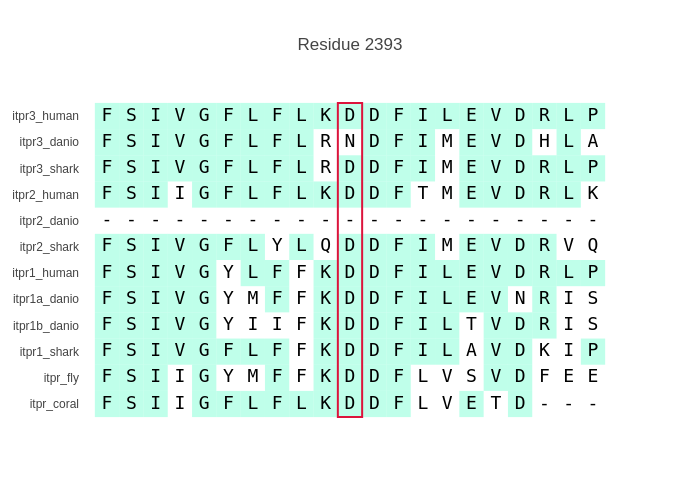 Residue 2393
itpr3_human F S I V G F L F L K D D F I L E V D R L P
itpr3_danio F S I V G F L F L R N D F I M E V D H L A
itpr3_shark F S I V G F L F L R D D F I M E V D R L P
itpr2_human F S I I G F L F L K D D F T M E V D R L K
itpr2_danio - - - - - - - - - - - - - - - - - - - - -
itpr2_shark F S I V G F L Y L Q D D F I M E V D R V Q
itpr1_human F S I V G Y L F F K D D F I L E V D R L P
itpr1a_danio F S I V G Y M F F K D D F I L E V N R I S
itpr1b_danio F S I V G Y I I F K D D F I L T V D R I S
itpr1_shark F S I V G F L F F K D D F I L A V D K I P
itpr_fly F S I I G Y M F F K D D F L V S V D F E E
itpr_coral F S I I G F L F L K D D F L V E T D - - -